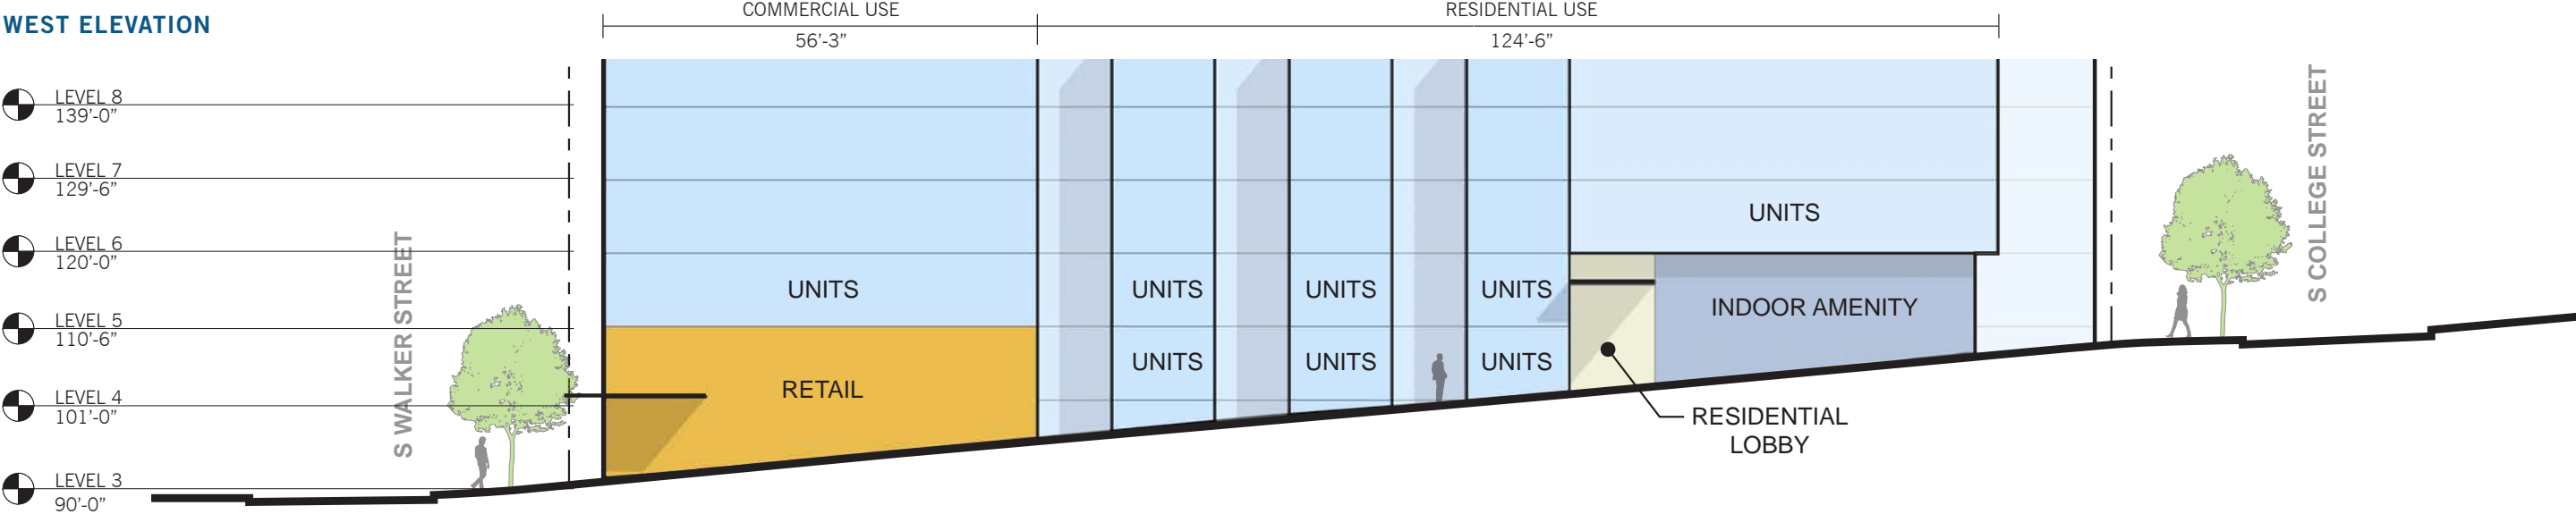 WEST ELEVATION
COMMERCIAL USE
56'-3”
RESIDENTIAL USE
124'-6”
LEVEL 8
139'-0”
LEVEL 7
129'-6”
LEVEL 6
120'-0”
LEVEL 5
110'-6”
LEVEL 4
101'-0”
LEVEL 3
90'-0”
S WALKER STREET
UNITS
RETAIL
UNITS
UNITS
UNITS
UNITS
UNITS
UNITS
UNITS
INDOOR AMENITY
RESIDENTIAL
LOBBY
S COLLEGE STREET